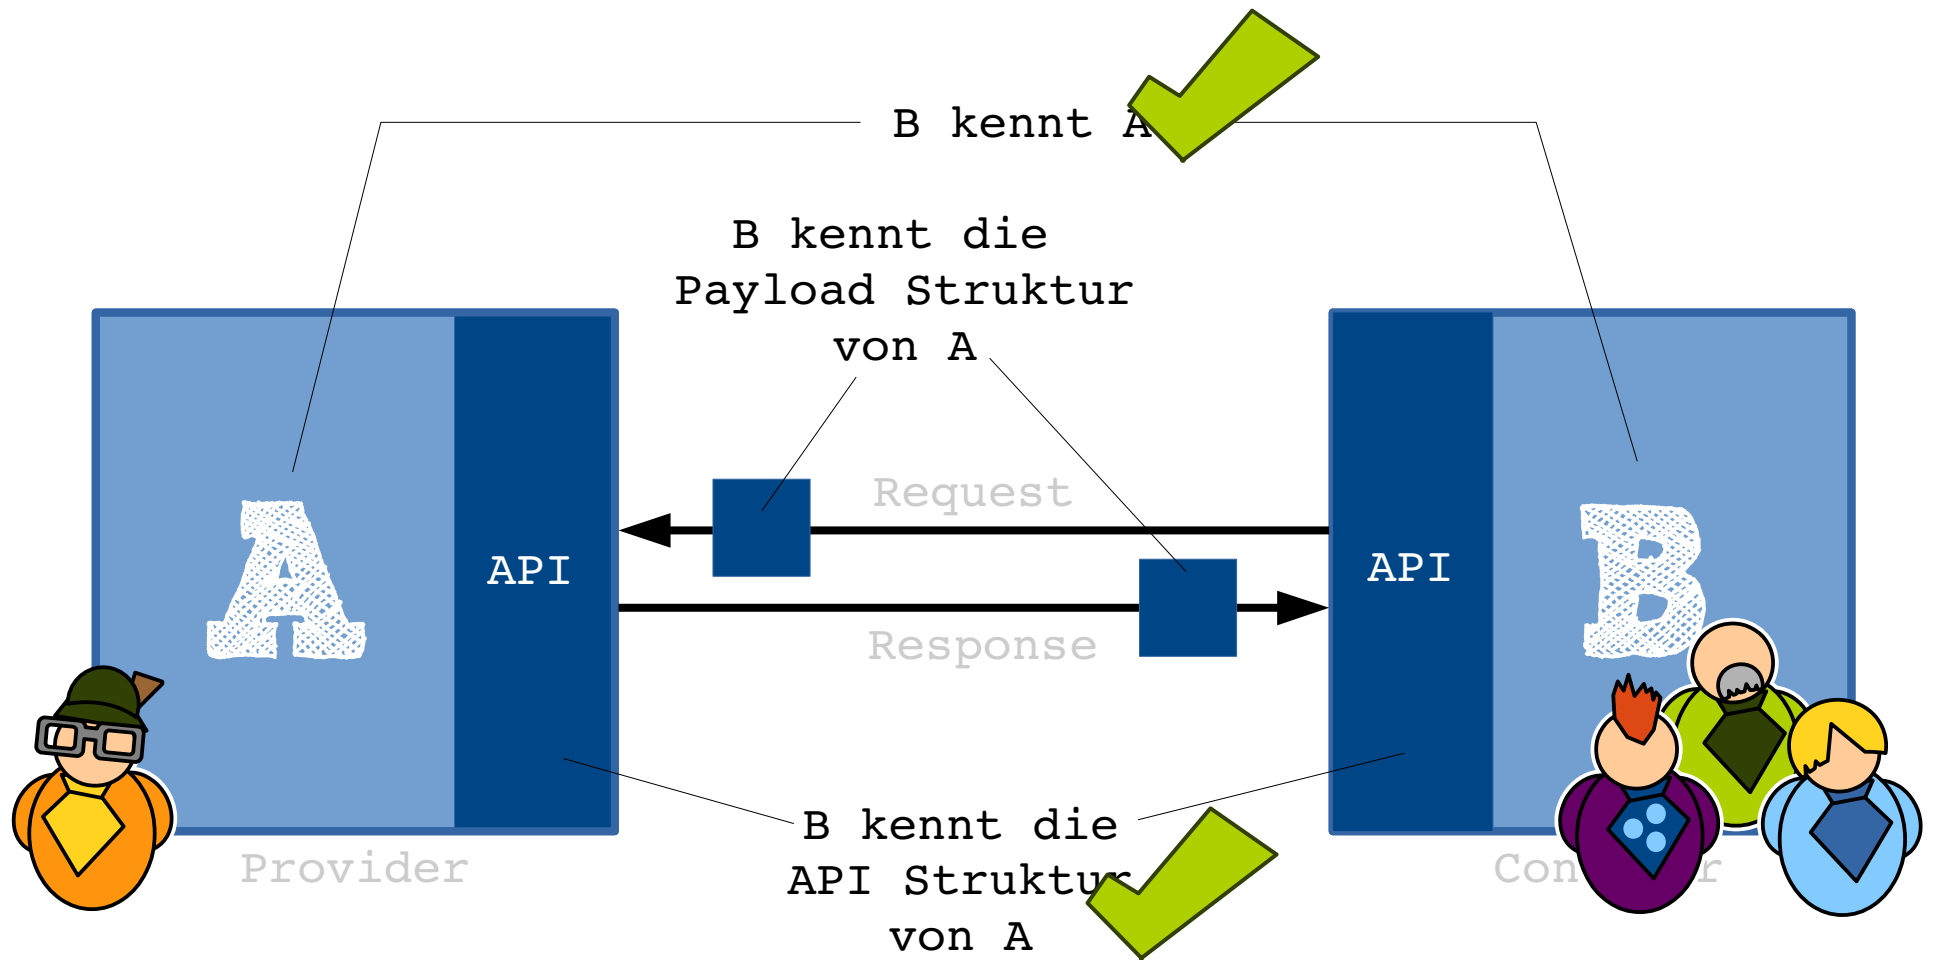 B kennt A
B kennt die
Payload Struktur
von A
Request
A
API
API
B
Response
B kennt die
API Struktur
von A
Provider